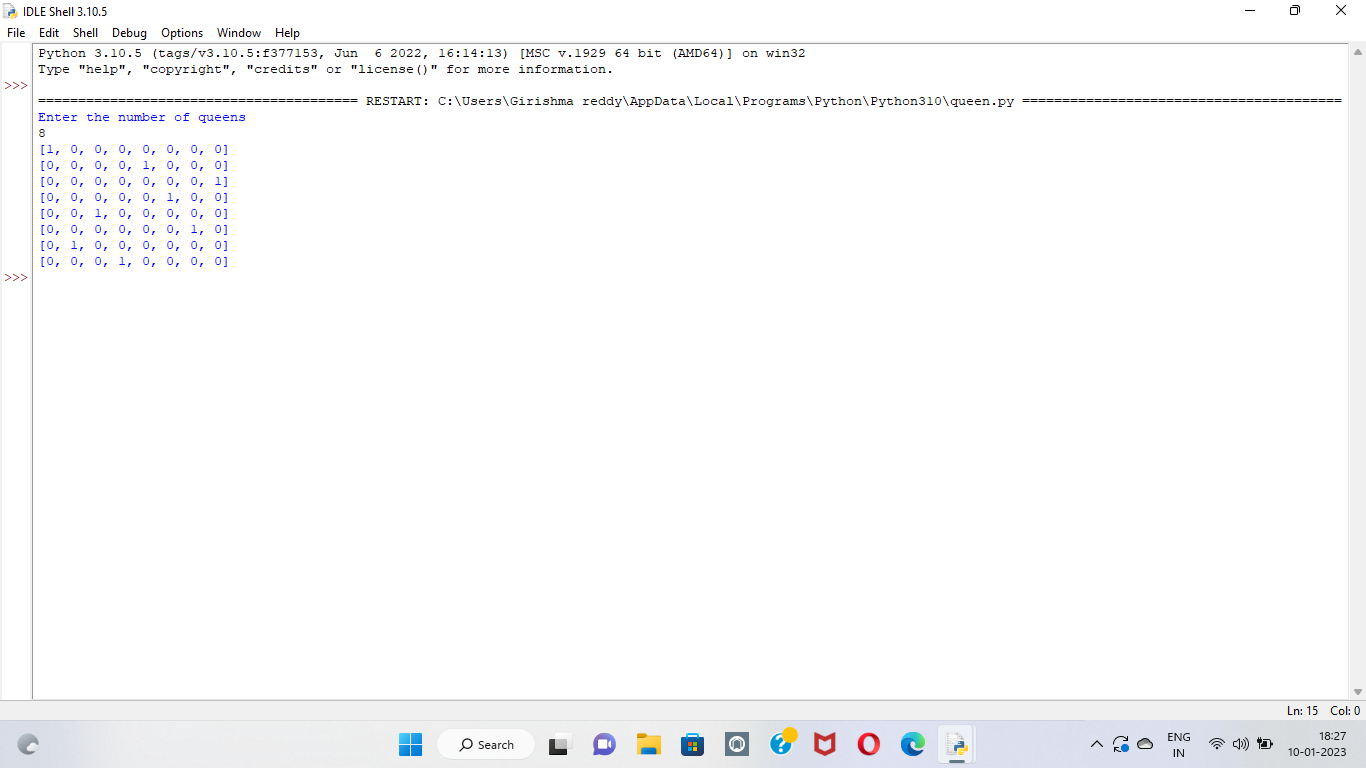 IDLE Shell 3.10.5
File Edit Shell Debug Options Window Help
Python 3.10.5 (tags/v3.10.5:f377153, Jun  6 2022, 16:14:13) [MSC v.1929 64 bit (AMD64)] on win32
Type "help", "copyright", "credits" or "license()" for more information.
>>>
======================================== RESTART: C:\Users\Girishma reddy\AppData\Local\Programs\Python\Python310\queen.py ========================================
Enter the number of queens
8
[1, 0, 0, 0, 0, 0, 0, 0]
[0, 0, 0, 0, 1, 0, 0, 0]
[0, 0, 0, 0, 0, 0, 0, 1]
[0, 0, 0, 0, 0, 1, 0, 0]
[0, 0, 1, 0, 0, 0, 0, 0]
[0, 0, 0, 0, 0, 0, 1, 0]
[0, 1, 0, 0, 0, 0, 0, 0]
[0, 0, 0, 1, 0, 0, 0, 0]
>>>
Ln: 15 Col: 0
Search
ENG
IN
18:27
10-01-2023